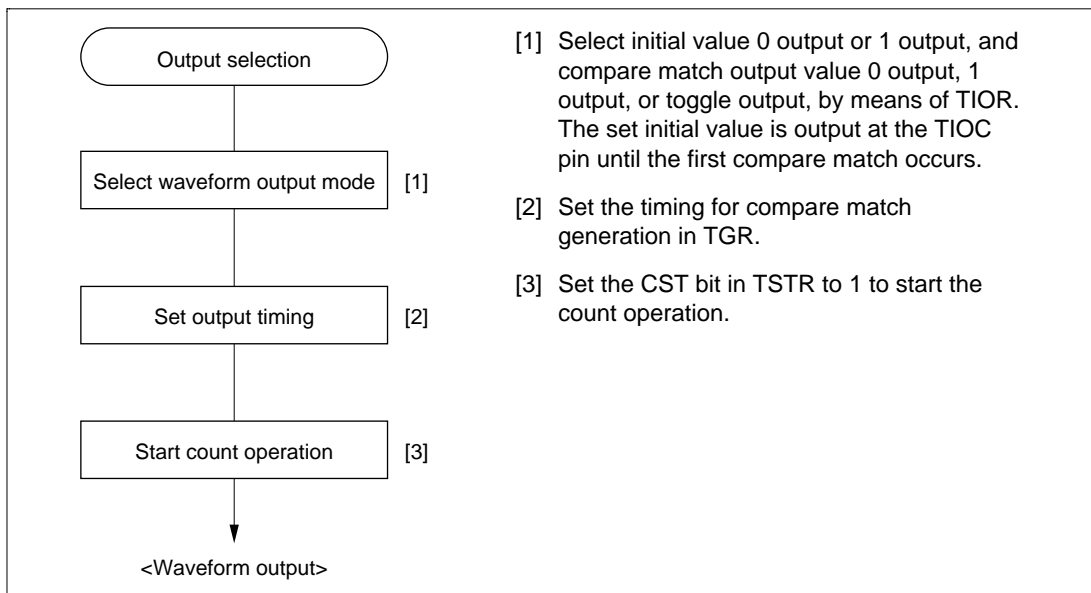 Output selection
Select waveform output mode [1]
Set output timing [2]
Start count operation [3]
<Waveform output>
[1] Select initial value 0 output or 1 output, and
compare match output value 0 output, 1
output, or toggle output, by means of TIOR.
The set initial value is output at the TIOC
pin until the first compare match occurs.
[2] Set the timing for compare match
generation in TGR.
[3] Set the CST bit in TSTR to 1 to start the
count operation.